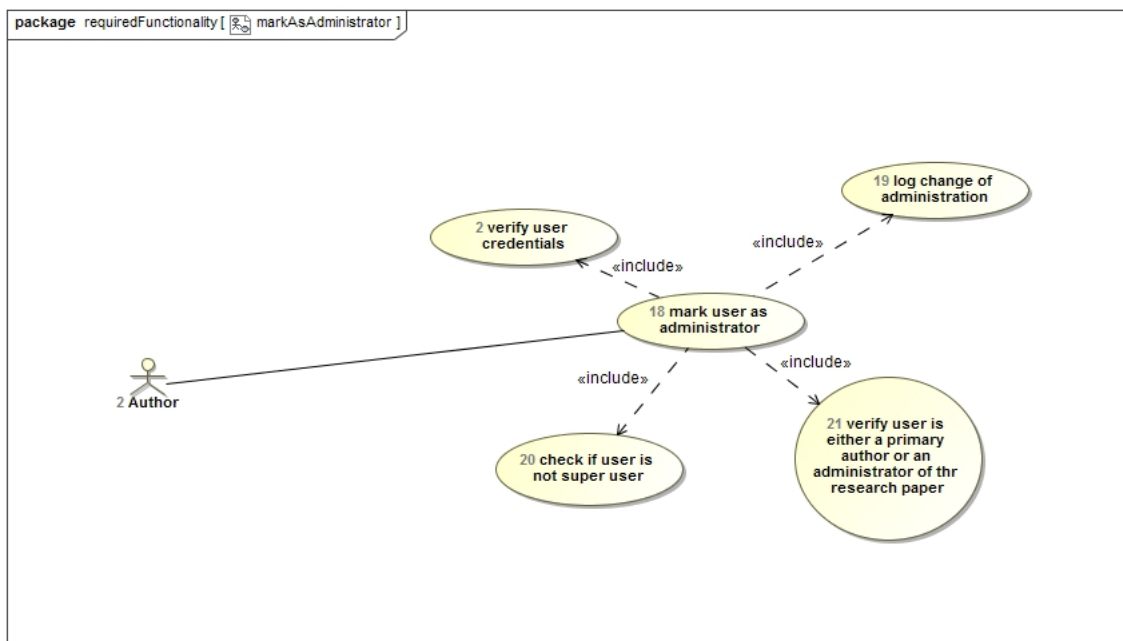 package requiredFunctionality [ markAsAdministrator ]
19 log change of
administration
2 verify user
credentials
«include»
«include»
18 mark user as
administrator
«include»
«include»
2 Author
21 verify user is
either a primary
author or an
administrator of thr
research paper
20 check if user is
not super user